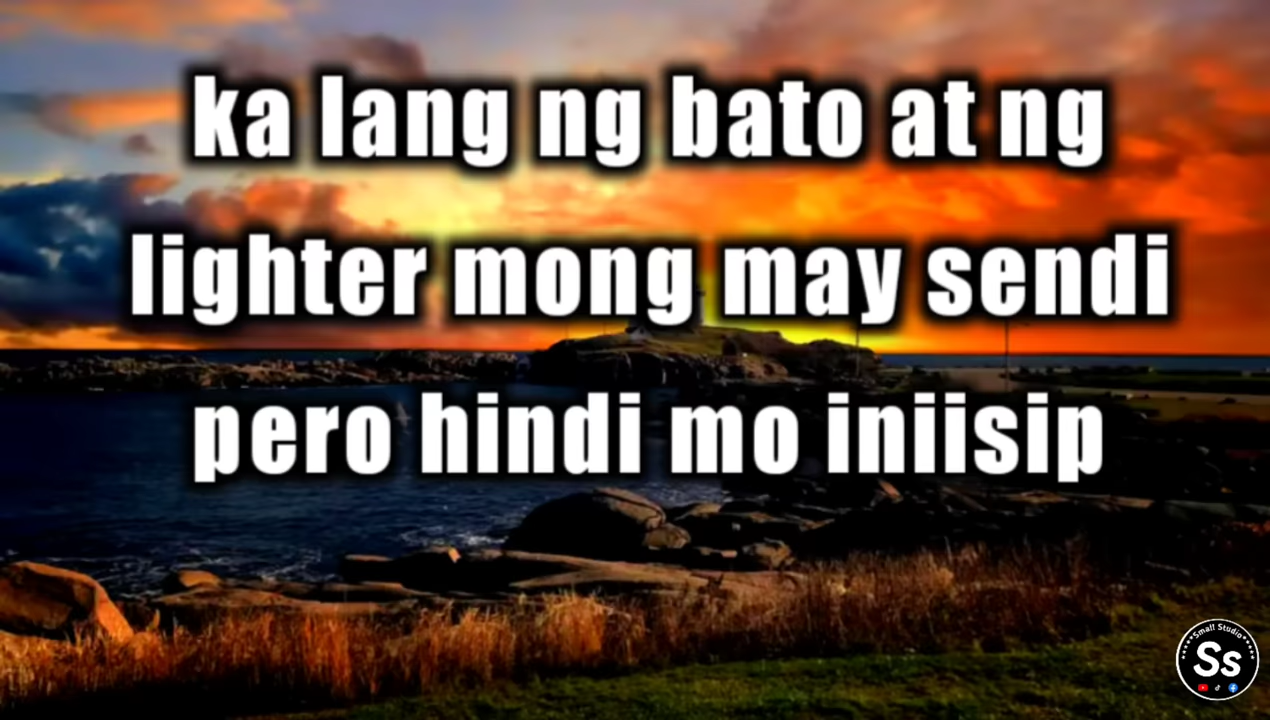 ka lang ng bato at ng
lighter mong may sendi
pero hindi mo iniisip
Small Studio
Ss